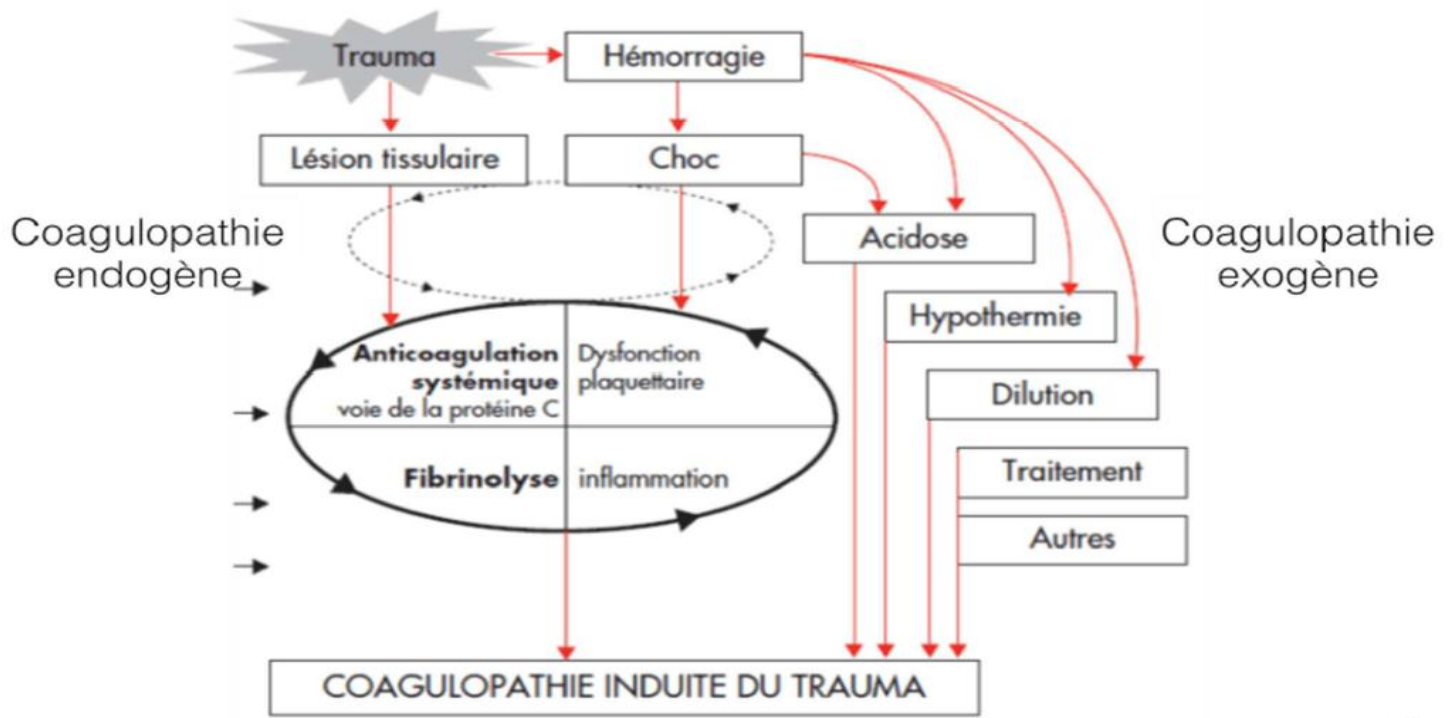 Trauma
Hémorragie
Lésion tissulaire
Choc
Coagulopathie
endogène
Acidose
Coagulopathie
exogène
Hypothermie
Anticoagulation
systémique
voie de la protéine C
Dysfonction
plaquettaire
Dilution
Fibrinolyse
inflammation
Traitement
Autres
COAGULOPATHIE INDUITE DU TRAUMA